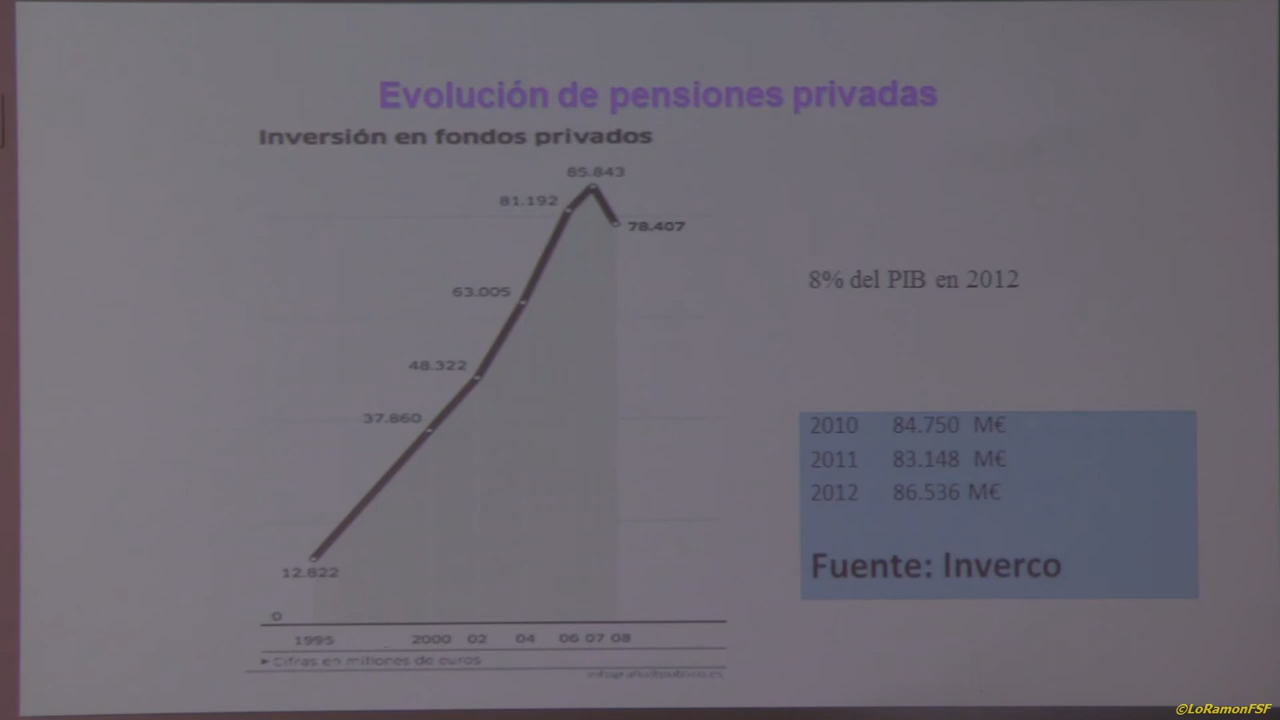 Evolución de pensiones privadas
Inversión en fondos privados
85.843
81.192
78.407
63.005
48.322
37.860
12.822
0
1995 2000 02 04 06 07 08
Cifras en millones de euros
8% del PIB en 2012
2010 84.750 M€
2011 83.148 M€
2012 86.536 M€
Fuente: Inverco
©LoRamonFSF